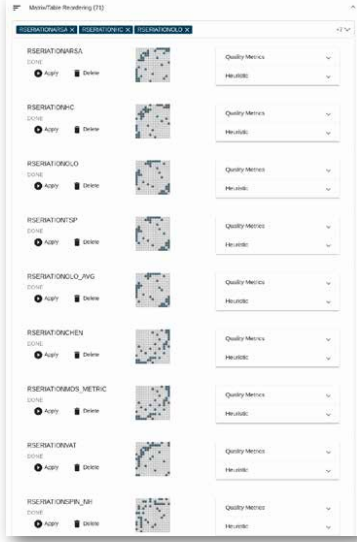 Matrix/Table Reordering (71)
RSERIATIONARSA × RSERIATIONHC × RSERIATIONOLO ×
RSERIATIONARSA
DONE
Apply Delete
Quality Metrics
Heuristic
RSERIATIONHC
DONE
Apply Delete
Quality Metrics
Heuristic
RSERIATIONOLO
DONE
Apply Delete
Quality Metrics
Heuristic
RSERIATIONTSP
DONE
Apply Delete
Quality Metrics
Heuristic
RSERIATIONOLO_AVG
DONE
Apply Delete
Quality Metrics
Heuristic
RSERIATIONCHEN
DONE
Apply Delete
Quality Metrics
Heuristic
RSERIATIONMDS_METRIC
DONE
Apply Delete
Quality Metrics
Heuristic
RSERIATIONVAT
DONE
Apply Delete
Quality Metrics
Heuristic
RSERIATIONSPIN_NH
DONE
Apply Delete
Quality Metrics
Heuristic